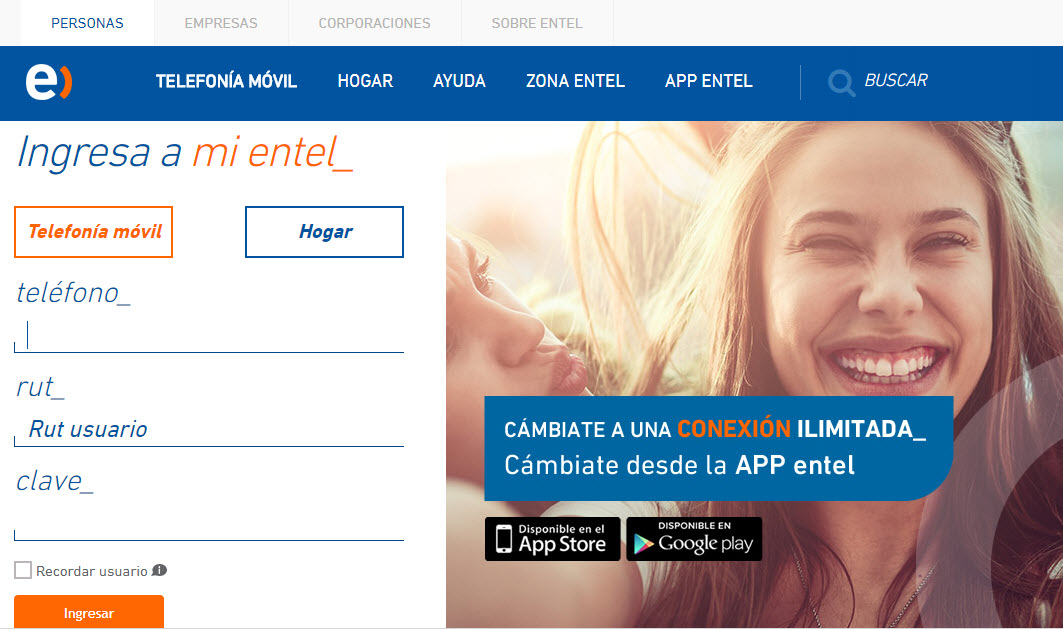 PERSONAS
EMPRESAS
CORPORACIONES
SOBRE ENTEL
e)
TELEFONÍA MÓVIL
HOGAR
AYUDA
ZONA ENTEL
APP ENTEL
BUSCAR
Ingresa a mi entel_
Telefonía móvil
Hogar
teléfono_
rut_
Rut usuario
clave_
Recordar usuario i
Ingresar
CÁMBIATE A UNA CONEXIÓN ILIMITADA_
Cámbiate desde la APP entel
Disponible en el
App Store
DISPONIBLE EN
Google play